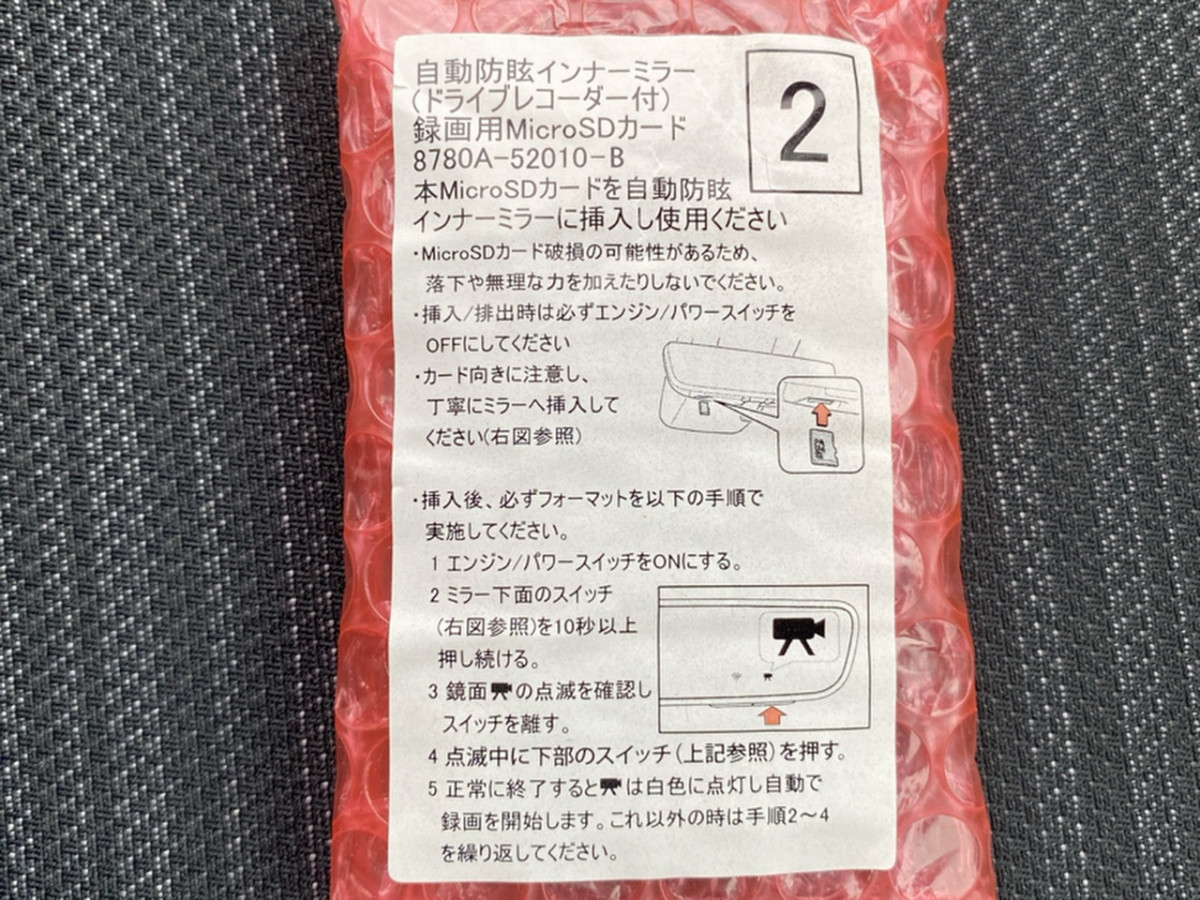 自動防眩インナーミラー
(ドライブレコーダー付)
録画用MicroSDカード
8780A-52010-B
2
本MicroSDカードを自動防眩
インナーミラーに挿入し使用ください
・MicroSDカード破損の可能性があるため、
落下や無理な力を加えたりしないでください。
・挿入/排出時は必ずエンジン/パワースイッチを
OFFにしてください
・カード向きに注意し、
丁寧にミラーへ挿入して
ください(右図参照)
・挿入後、必ずフォーマットを以下の手順で
実施してください。
1 エンジン/パワースイッチをONにする。
2 ミラー下面のスイッチ
(右図参照)を10秒以上
押し続ける。
3 鏡面の点滅を確認し
スイッチを離す。
4 点滅中に下部のスイッチ(上記参照)を押す。
5 正常に終了するとは白色に点灯し自動で
録画を開始します。これ以外の時は手順2～4
を繰り返してください。